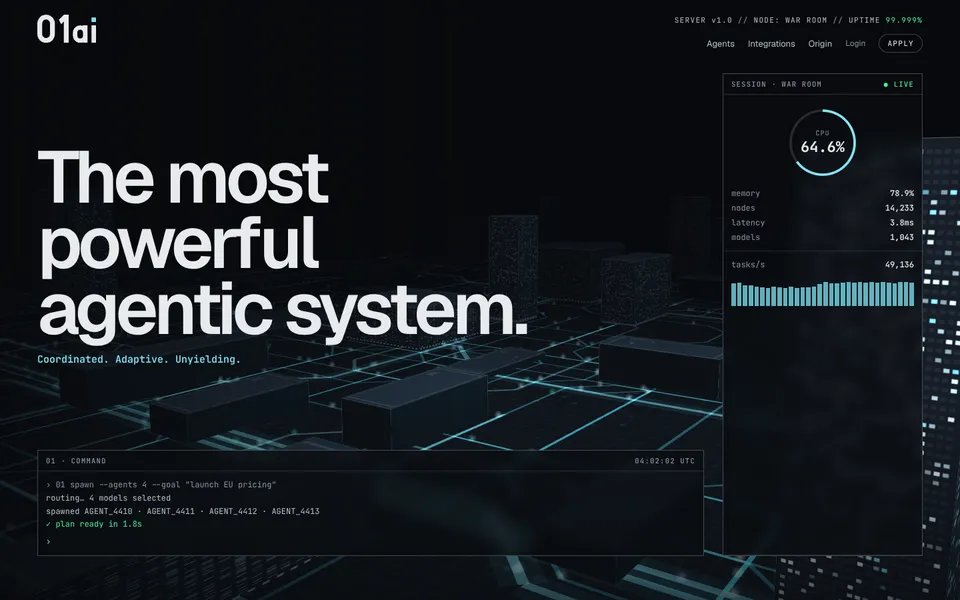 01ai
SERVER v1.0 // NODE: WAR ROOM // UPTIME 99.999%
Agents Integrations Origin Login APPLY
The most
powerful
agentic system.
Coordinated. Adaptive. Unyielding.
SESSION · WAR ROOM ● LIVE
CPU
64.6%
memory 78.9%
nodes 14,233
latency 3.8ms
models 1,043
tasks/s 49,136
01 · COMMAND 04:02:02 UTC
› 01 spawn --agents 4 --goal "launch EU pricing"
routing… 4 models selected
spawned AGENT_4410 · AGENT_4411 · AGENT_4412 · AGENT_4413
✓ plan ready in 1.8s
›